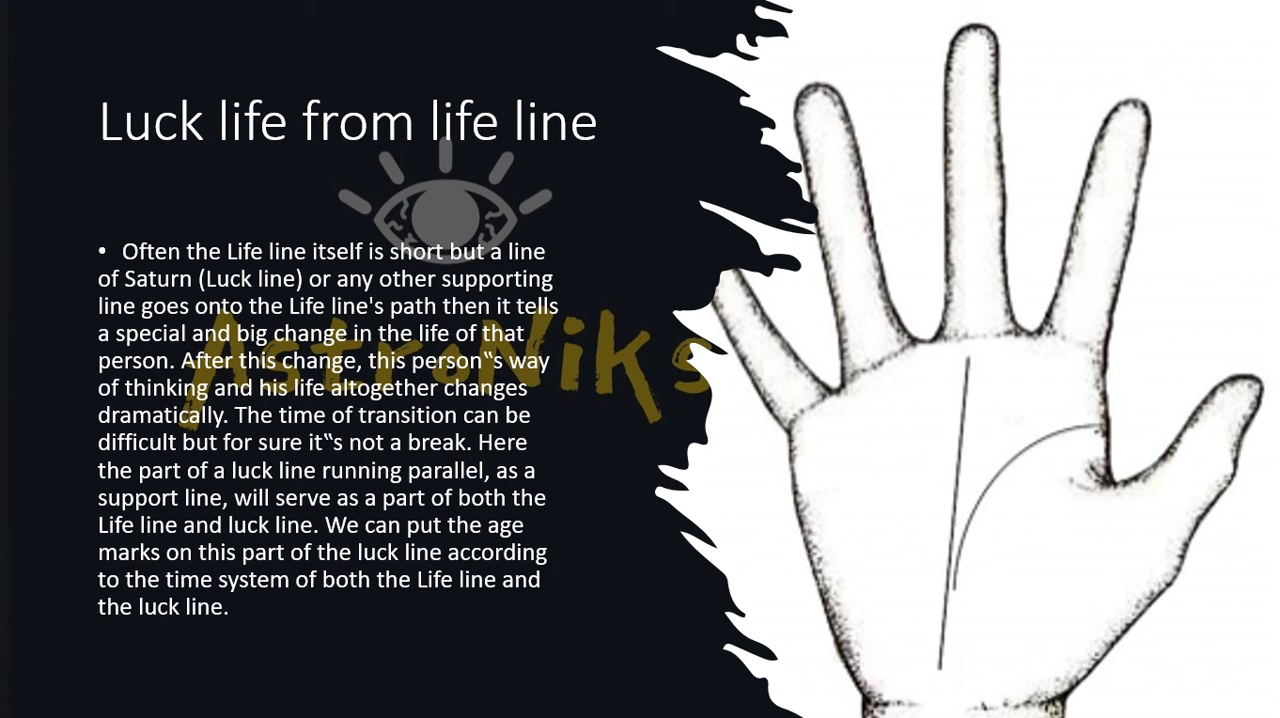 Luck life from life line
• Often the Life line itself is short but a line
of Saturn (Luck line) or any other supporting
line goes onto the Life line's path then it tells
a special and big change in the life of that
person. After this change, this person‟s way
of thinking and his life altogether changes
dramatically. The time of transition can be
difficult but for sure it‟s not a break. Here
the part of a luck line running parallel, as a
support line, will serve as a part of both the
Life line and luck line. We can put the age
marks on this part of the luck line according
to the time system of both the Life line and
the luck line.
AstroNiks